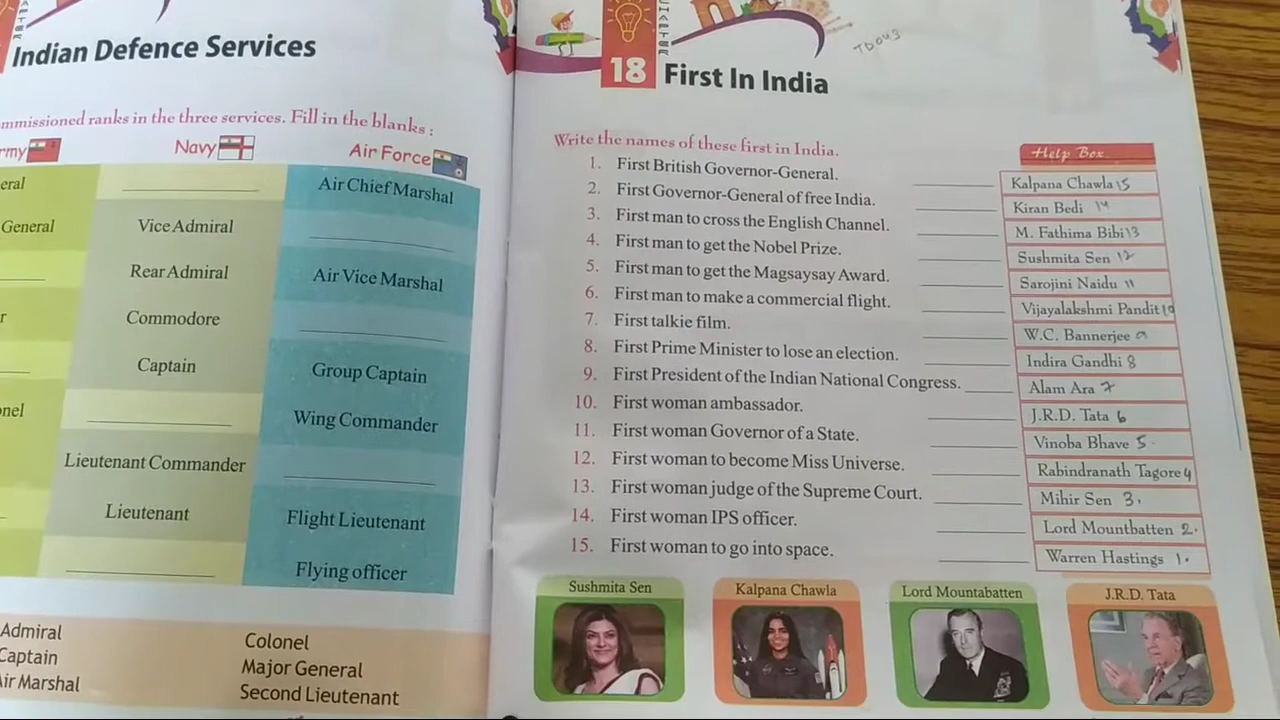 Indian Defence Services
mmissioned ranks in the three services. Fill in the blanks :
rmy Navy Air Force
eral Air Chief Marshal
General Vice Admiral
Rear Admiral Air Vice Marshal
r Commodore
Captain Group Captain
onel Wing Commander
Lieutenant Commander
Lieutenant Flight Lieutenant
Flying officer
Admiral Colonel
Captain Major General
ir Marshal Second Lieutenant
CHAPTER
18 First In India
Write the names of these first in India.
1. First British Governor-General.
2. First Governor-General of free India.
3. First man to cross the English Channel.
4. First man to get the Nobel Prize.
5. First man to get the Magsaysay Award.
6. First man to make a commercial flight.
7. First talkie film.
8. First Prime Minister to lose an election.
9. First President of the Indian National Congress.
10. First woman ambassador.
11. First woman Governor of a State.
12. First woman to become Miss Universe.
13. First woman judge of the Supreme Court.
14. First woman IPS officer.
15. First woman to go into space.
Help Box
Kalpana Chawla 15
Kiran Bedi 14
M. Fathima Bibi 13
Sushmita Sen 12
Sarojini Naidu 11
Vijayalakshmi Pandit 10
W.C. Bannerjee 9
Indira Gandhi 8
Alam Ara 7
J.R.D. Tata 6
Vinoba Bhave 5.
Rabindranath Tagore 4
Mihir Sen 3.
Lord Mountbatten 2.
Warren Hastings 1.
Sushmita Sen
Kalpana Chawla
Lord Mountabatten
J.R.D. Tata